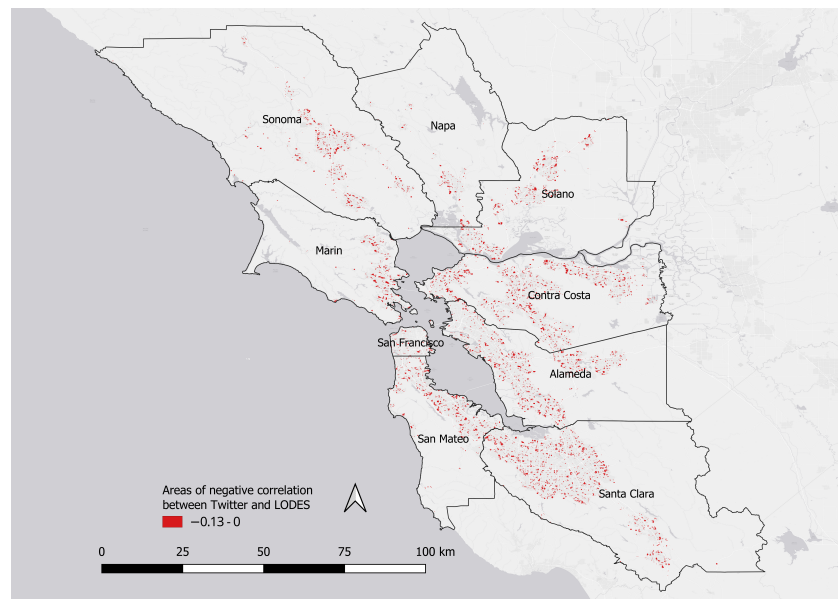 Sonoma
Napa
Solano
Marin
Contra Costa
San Francisco
Alameda
San Mateo
Santa Clara
Areas of negative correlation
between Twitter and LODES
−0.13 - 0
0 25 50 75 100 km